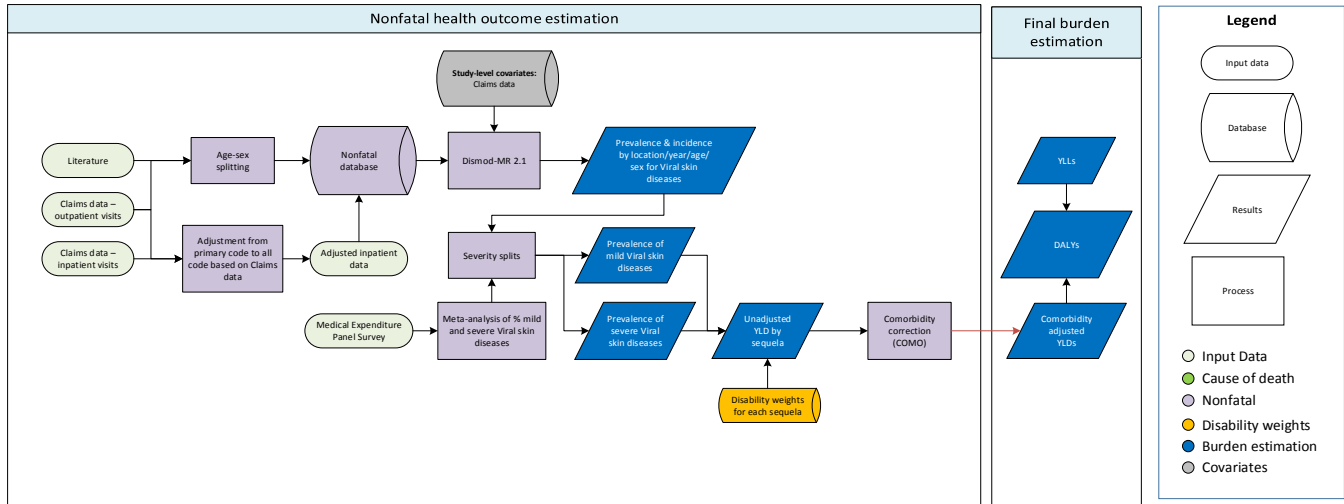 Nonfatal health outcome estimation
Final burden
estimation
Legend
Study-level covariates:
Claims data
Literature
Age-sex
splitting
Nonfatal
database
Dismod-MR 2.1
Prevalence & incidence
by location/year/age/
sex for Viral skin
diseases
Claims data –
outpatient visits
Claims data –
inpatient visits
Adjustment from
primary code to all
code based on Claims
data
Adjusted inpatient
data
Severity splits
Prevalence of
mild Viral skin
diseases
Medical Expenditure
Panel Survey
Meta-analysis of % mild
and severe Viral skin
diseases
Prevalence of
severe Viral
skin diseases
Unadjusted
YLD by
sequela
Comorbidity
correction
(COMO)
Disability weights
for each sequela
YLLs
DALYs
Comorbidity
adjusted
YLDs
Input data
Database
Results
Process
Input Data
Cause of death
Nonfatal
Disability weights
Burden estimation
Covariates